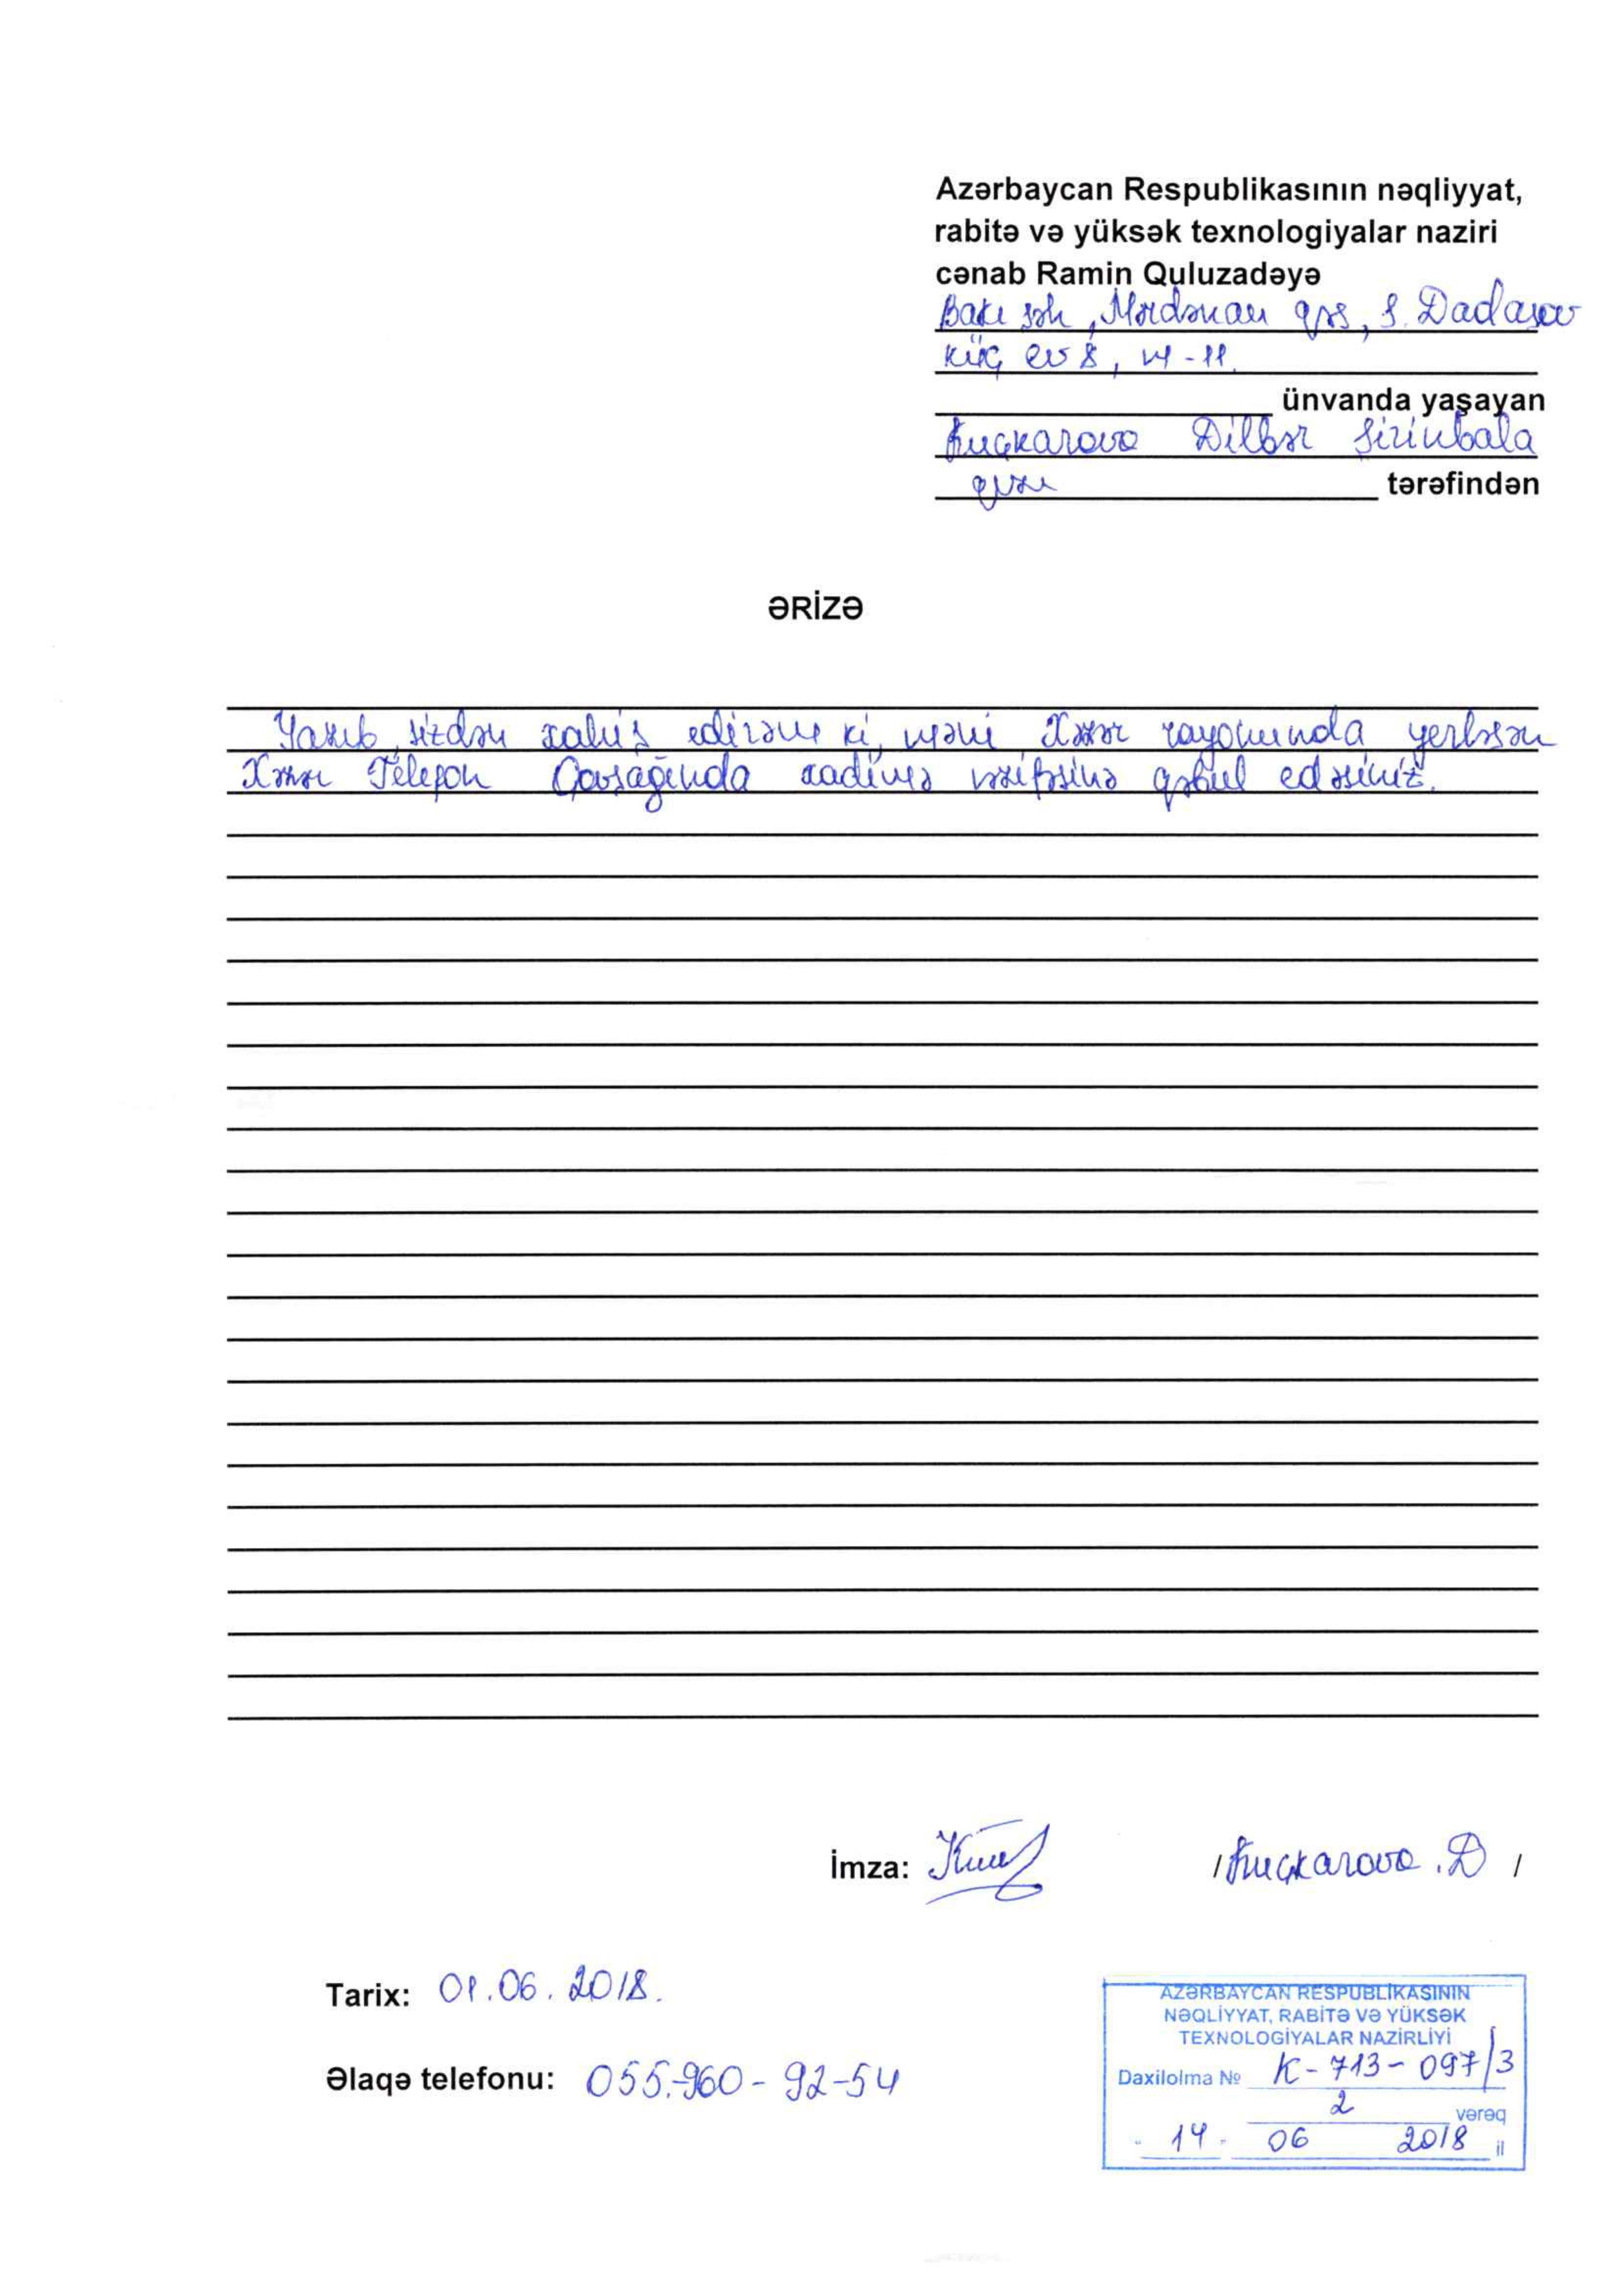 Azərbaycan Respublikasının nəqliyyat,
rabitə və yüksək texnologiyalar naziri
cənab Ramin Quluzadəyə
Bakı şəh, Mərdəkan qəs, S. Dadaşov
küç ev 8, m-11.
ünvanda yaşayan
Kuçkarova Dilbər Şirinbala
qızı tərəfindən
ƏRİZƏ
Yazıb sizdən xahiş edirəm ki, məni Xəzər rayonunda yerləşən
Xəzər Telefon Qovşağında xadimə vəzifəsinə qəbul edəsiniz.
İmza: / Kuçkarova .D /
Tarix: 01.06.2018.
Əlaqə telefonu: 055.-960-92-54
AZƏRBAYCAN RESPUBLİKASININ
NƏQLİYYAT, RABİTƏ VƏ YÜKSƏK
TEXNOLOGİYALAR NAZİRLİYİ
Daxilolma № K-713-097/3
2 vərəq
" 14 " 06 2018 il